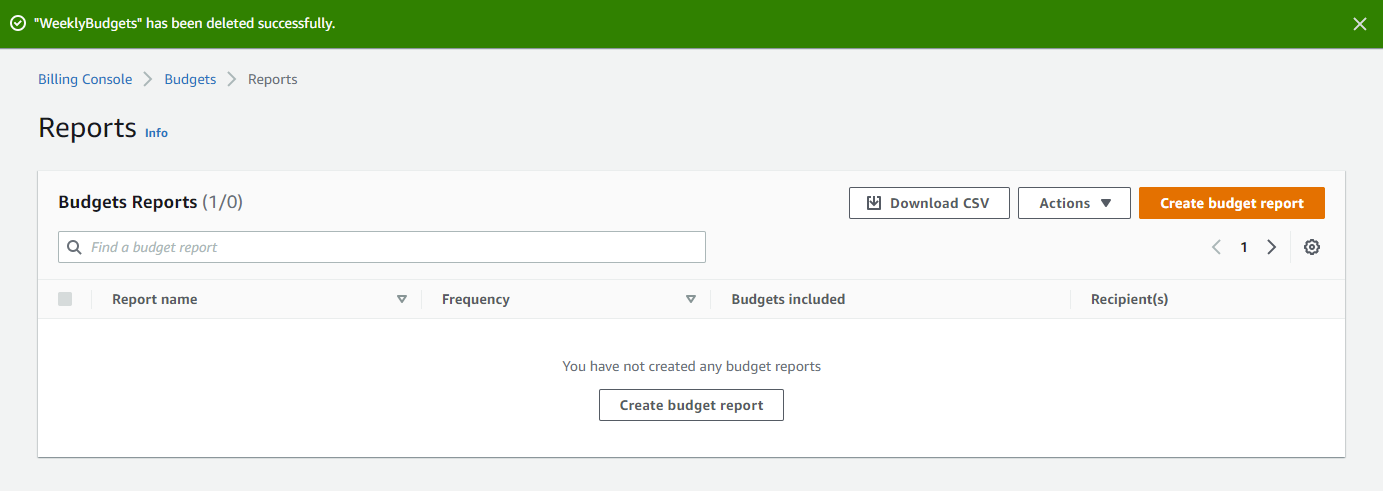 "WeeklyBudgets" has been deleted successfully.
Billing Console Budgets Reports
Reports Info
Budgets Reports (1/0) Download CSV Actions Create budget report
Find a budget report 1
Report name Frequency Budgets included Recipient(s)
You have not created any budget reports
Create budget report